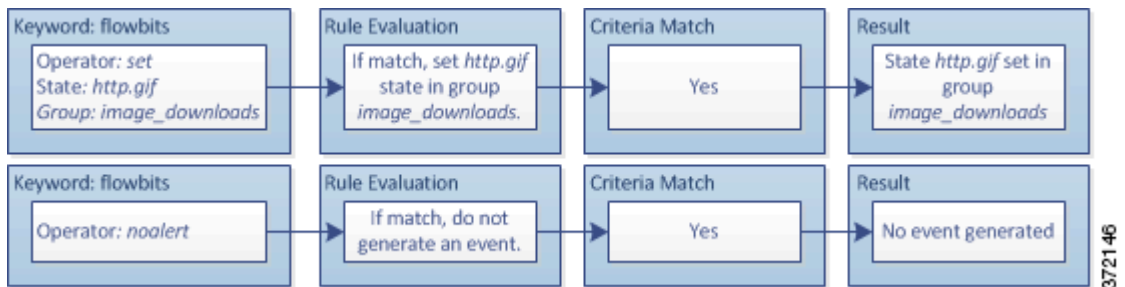 Keyword: flowbits
Operator: set
State: http.gif
Group: image_downloads
Rule Evaluation
If match, set http.gif
state in group
image_downloads.
Criteria Match
Yes
Result
State http.gif set in
group
image_downloads
Keyword: flowbits
Operator: noalert
Rule Evaluation
If match, do not
generate an event.
Criteria Match
Yes
Result
No event generated
372146